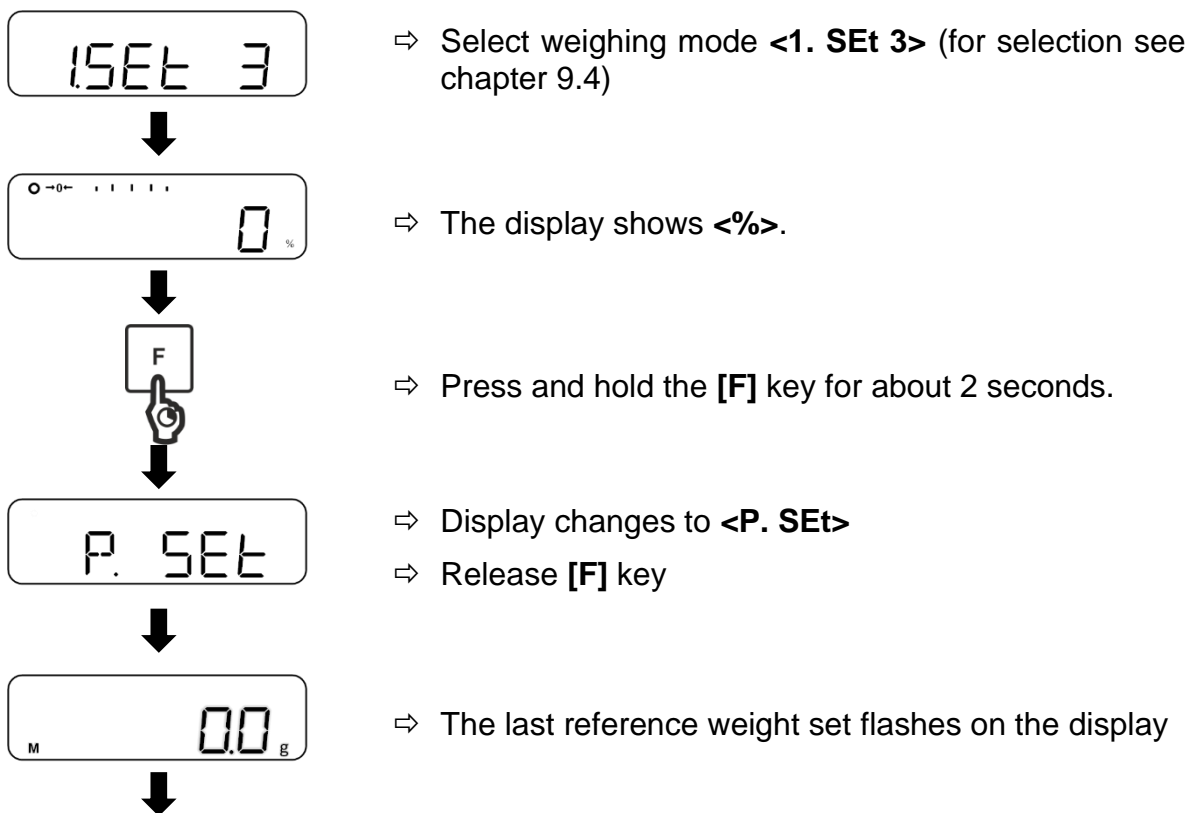 1.SEt 3
⇨ Select weighing mode <1. SEt 3> (for selection see
chapter 9.4)
→0←
0 %
⇨ The display shows <%>.
F
⇨ Press and hold the [F] key for about 2 seconds.
P. SEt
⇨ Display changes to <P. SEt>
⇨ Release [F] key
M 0.0 g
⇨ The last reference weight set flashes on the display